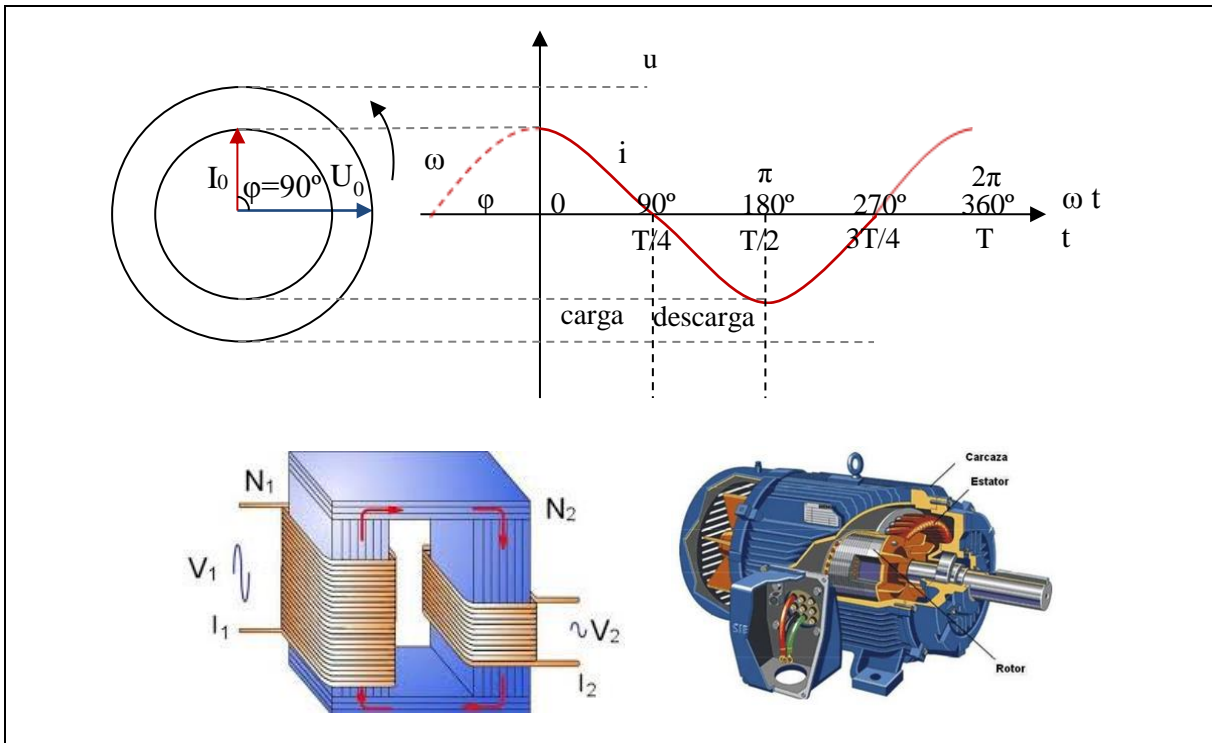 u
I₀
φ=90º
U₀
ω
i
φ
0
90º
π
180º
270º
2π
360º
ω t
T/4
T/2
3T/4
T
t
carga
descarga
N₁
N₂
V₁
I₁
V₂
I₂
Carcaza
Estator
Rotor